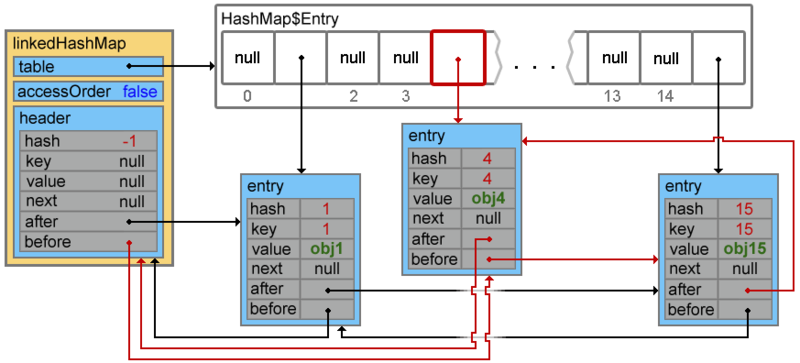 HashMap$Entry
linkedHashMap
table
accessOrder false
header
hash -1
key null
value null
next null
after
before
null null null . . . null null
0 2 3 13 14
entry
hash 1
key 1
value obj1
next null
after
before
entry
hash 4
key 4
value obj4
next null
after
before
entry
hash 15
key 15
value obj15
next null
after
before